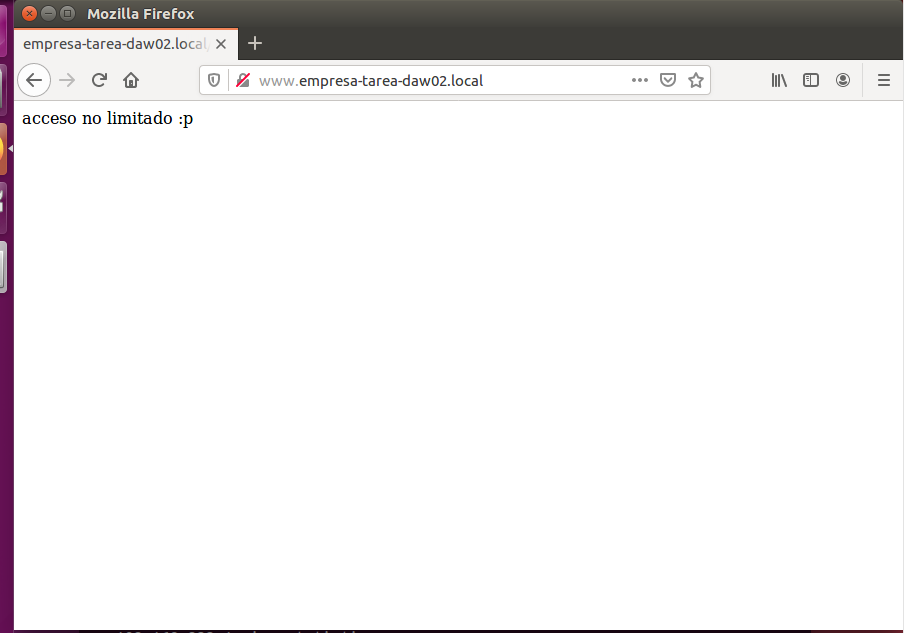 Mozilla Firefox
empresa-tarea-daw02.local
www.empresa-tarea-daw02.local
acceso no limitado :p